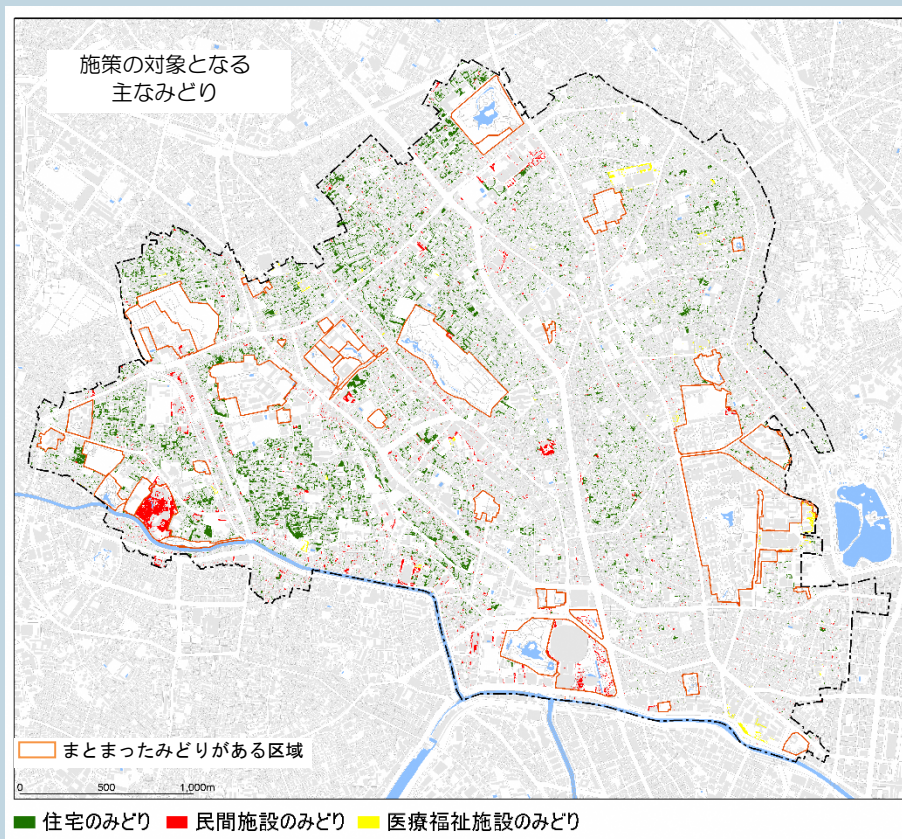 施策の対象となる
主なみどり
まとまったみどりがある区域
0 500 1,000m
住宅のみどり 民間施設のみどり 医療福祉施設のみどり